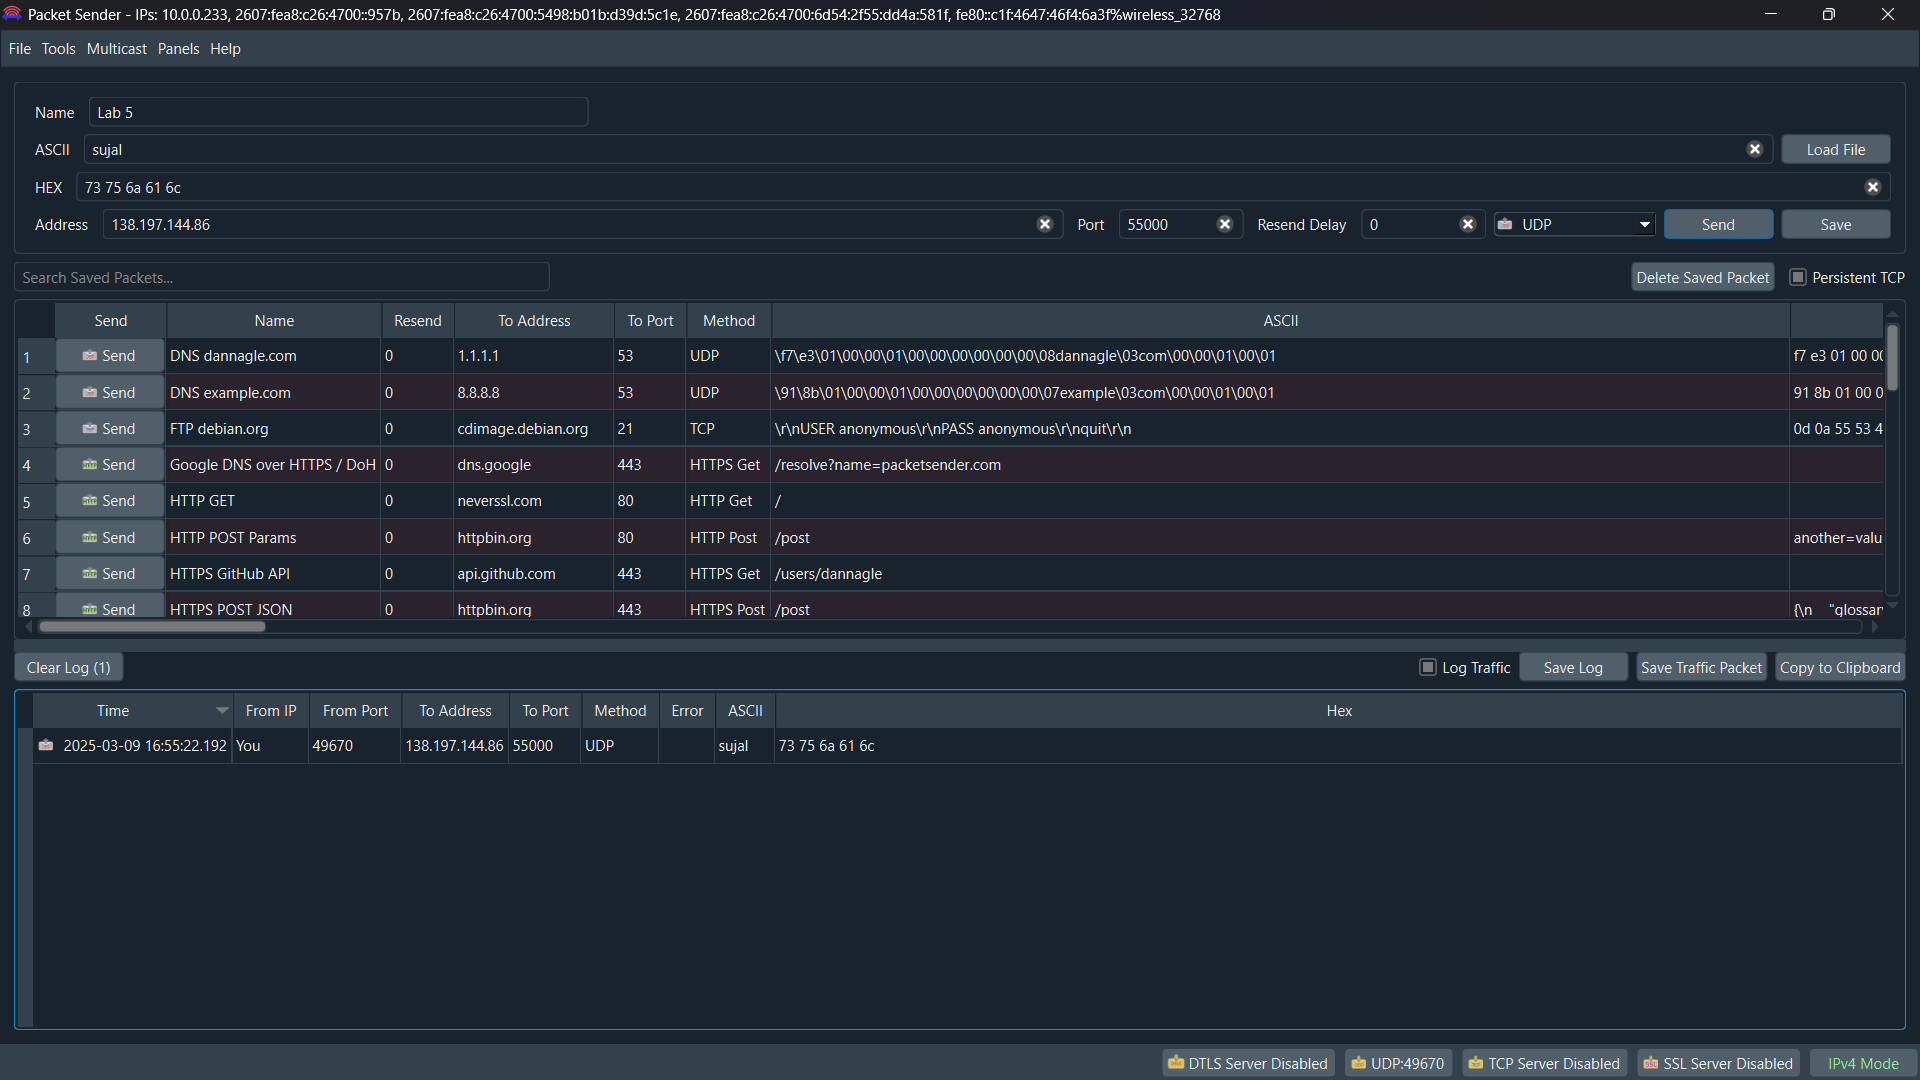 Packet Sender - IPs: 10.0.0.233, 2607:fea8:c26:4700::957b, 2607:fea8:c26:4700:5498:b01b:d39d:5c1e, 2607:fea8:c26:4700:6d54:2f55:dd4a:581f, fe80::c1f:4647:46f4:6a3f%wireless_32768
File Tools Multicast Panels Help
Name Lab 5
ASCII sujal Load File
HEX 73 75 6a 61 6c
Address 138.197.144.86 Port 55000 Resend Delay 0 UDP Send Save
Search Saved Packets... Delete Saved Packet Persistent TCP
Send Name Resend To Address To Port Method ASCII
1 Send DNS dannagle.com 0 1.1.1.1 53 UDP \f7\e3\01\00\00\01\00\00\00\00\00\00\08dannagle\03com\00\00\01\00\01 f7 e3 01 00 00
2 Send DNS example.com 0 8.8.8.8 53 UDP \91\8b\01\00\00\01\00\00\00\00\00\00\07example\03com\00\00\01\00\01 91 8b 01 00 0
3 Send FTP debian.org 0 cdimage.debian.org 21 TCP \r\nUSER anonymous\r\nPASS anonymous\r\nquit\r\n 0d 0a 55 53 4
4 Send Google DNS over HTTPS / DoH 0 dns.google 443 HTTPS Get /resolve?name=packetsender.com
5 Send HTTP GET 0 neverssl.com 80 HTTP Get /
6 Send HTTP POST Params 0 httpbin.org 80 HTTP Post /post another=valu
7 Send HTTPS GitHub API 0 api.github.com 443 HTTPS Get /users/dannagle
8 Send HTTPS POST JSON 0 httpbin.org 443 HTTPS Post /post {\n "glossar
Clear Log (1) Log Traffic Save Log Save Traffic Packet Copy to Clipboard
Time From IP From Port To Address To Port Method Error ASCII Hex
2025-03-09 16:55:22.192 You 49670 138.197.144.86 55000 UDP sujal 73 75 6a 61 6c
DTLS Server Disabled UDP:49670 TCP Server Disabled SSL Server Disabled IPv4 Mode